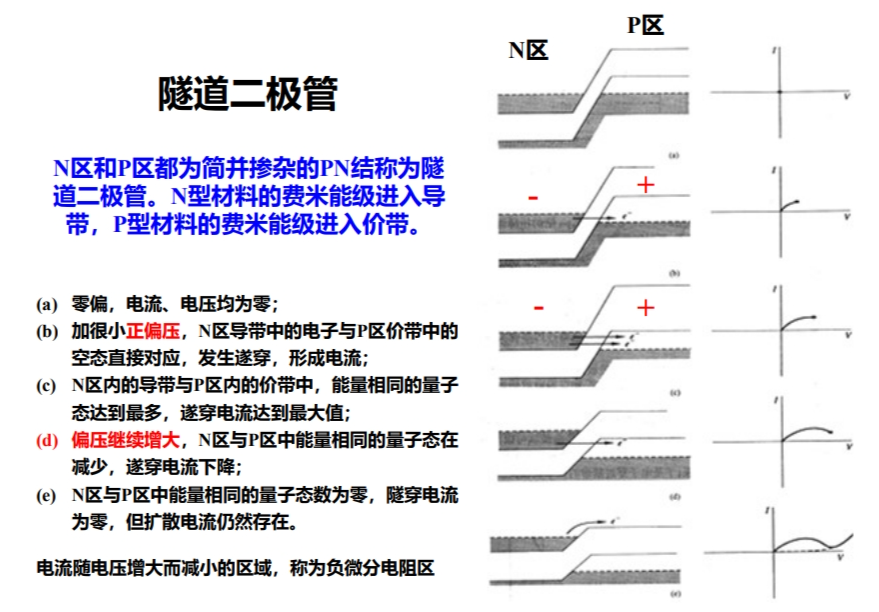 隧道二极管
N区和P区都为简并掺杂的PN结称为隧
道二极管。N型材料的费米能级进入导
带，P型材料的费米能级进入价带。
(a) 零偏，电流、电压均为零；
(b) 加很小正偏压，N区导带中的电子与P区价带中的
空态直接对应，发生遂穿，形成电流；
(c) N区内的导带与P区内的价带中，能量相同的量子
态达到最多，遂穿电流达到最大值；
(d) 偏压继续增大，N区与P区中能量相同的量子态在
减少，遂穿电流下降；
(e) N区与P区中能量相同的量子态数为零，隧穿电流
为零，但扩散电流仍然存在。
电流随电压增大而减小的区域，称为负微分电阻区
N区
P区
I
V
(a)
-
+
e⁻
I
V
(b)
-
+
e⁻
e⁻
I
V
(c)
e⁻
I
V
(d)
e⁻
I
V
(e)